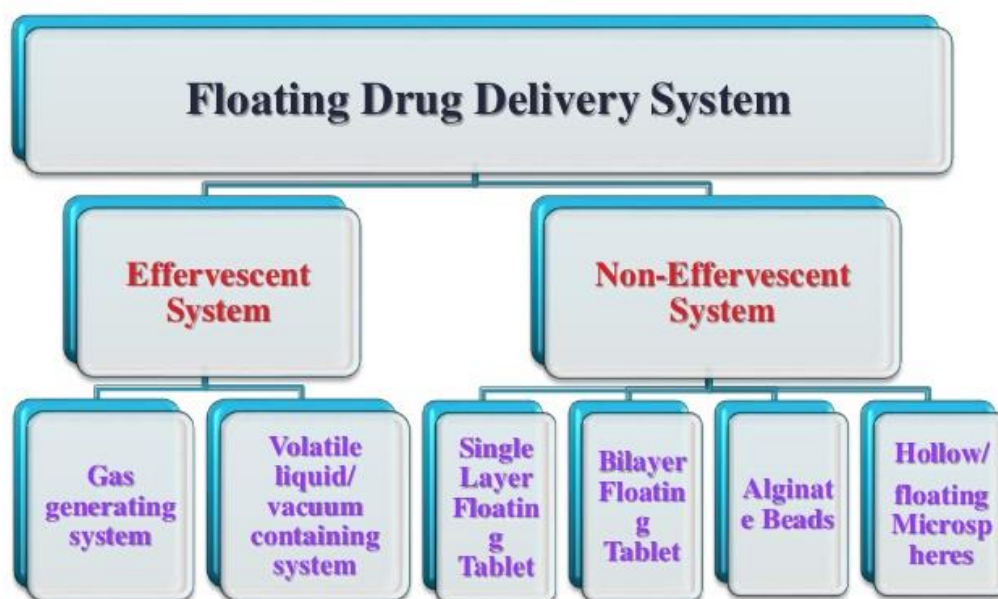 Floating Drug Delivery System
Effervescent
System
Non-Effervescent
System
Gas
generating
system
Volatile
liquid/
vacuum
containing
system
Single
Layer
Floatin
g
Tablet
Bilayer
Floatin
g
Tablet
Alginat
e Beads
Hollow/
floating
Microsp
heres